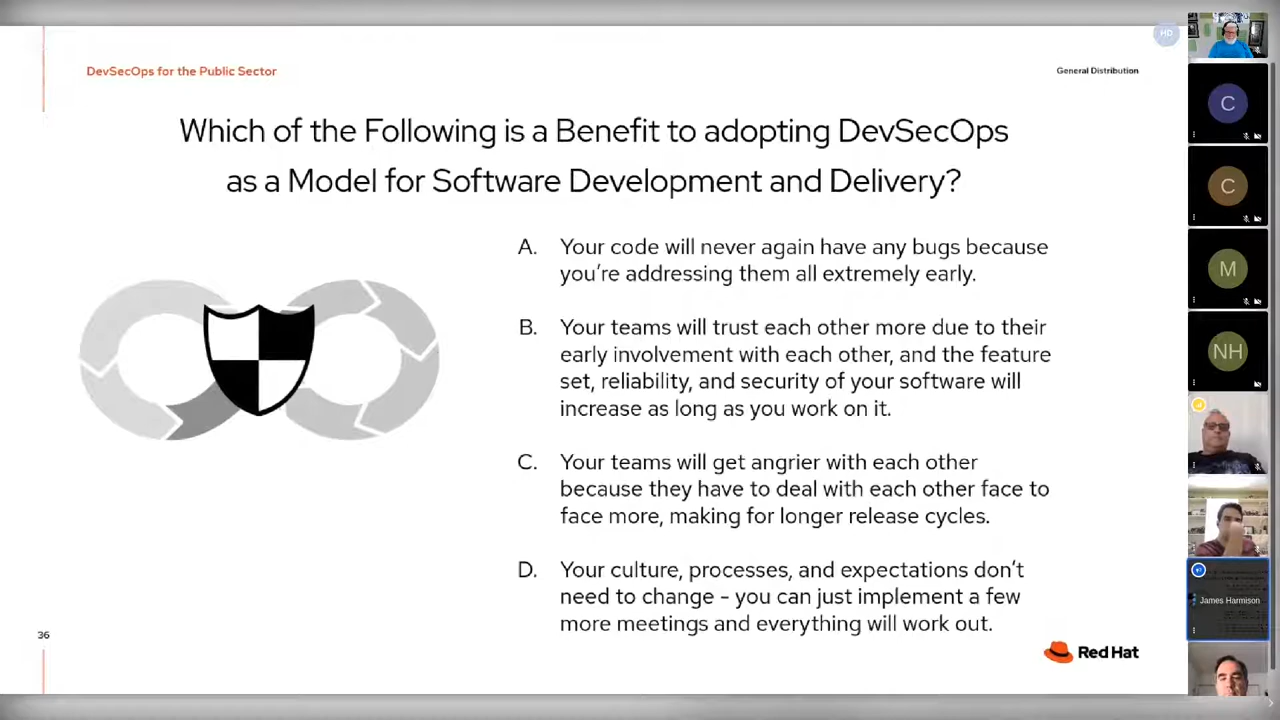 DevSecOps for the Public Sector
General Distribution
HD
Which of the Following is a Benefit to adopting DevSecOps
as a Model for Software Development and Delivery?
A. Your code will never again have any bugs because
you're addressing them all extremely early.
B. Your teams will trust each other more due to their
early involvement with each other, and the feature
set, reliability, and security of your software will
increase as long as you work on it.
C. Your teams will get angrier with each other
because they have to deal with each other face to
face more, making for longer release cycles.
D. Your culture, processes, and expectations don't
need to change - you can just implement a few
more meetings and everything will work out.
36
Red Hat
C
C
M
NH
James Harmison